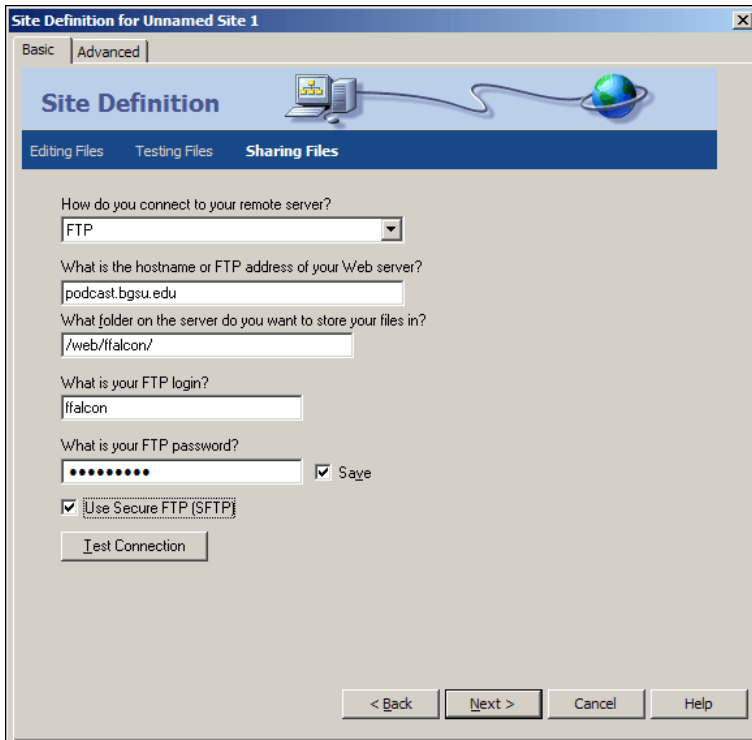 Site Definition for Unnamed Site 1
Basic Advanced
Site Definition
Editing Files Testing Files Sharing Files
How do you connect to your remote server?
FTP
What is the hostname or FTP address of your Web server?
podcast.bgsu.edu
What folder on the server do you want to store your files in?
/web/ffalcon/
What is your FTP login?
ffalcon
What is your FTP password?
●●●●●●●●● Save
Use Secure FTP (SFTP)
Test Connection
< Back Next > Cancel Help